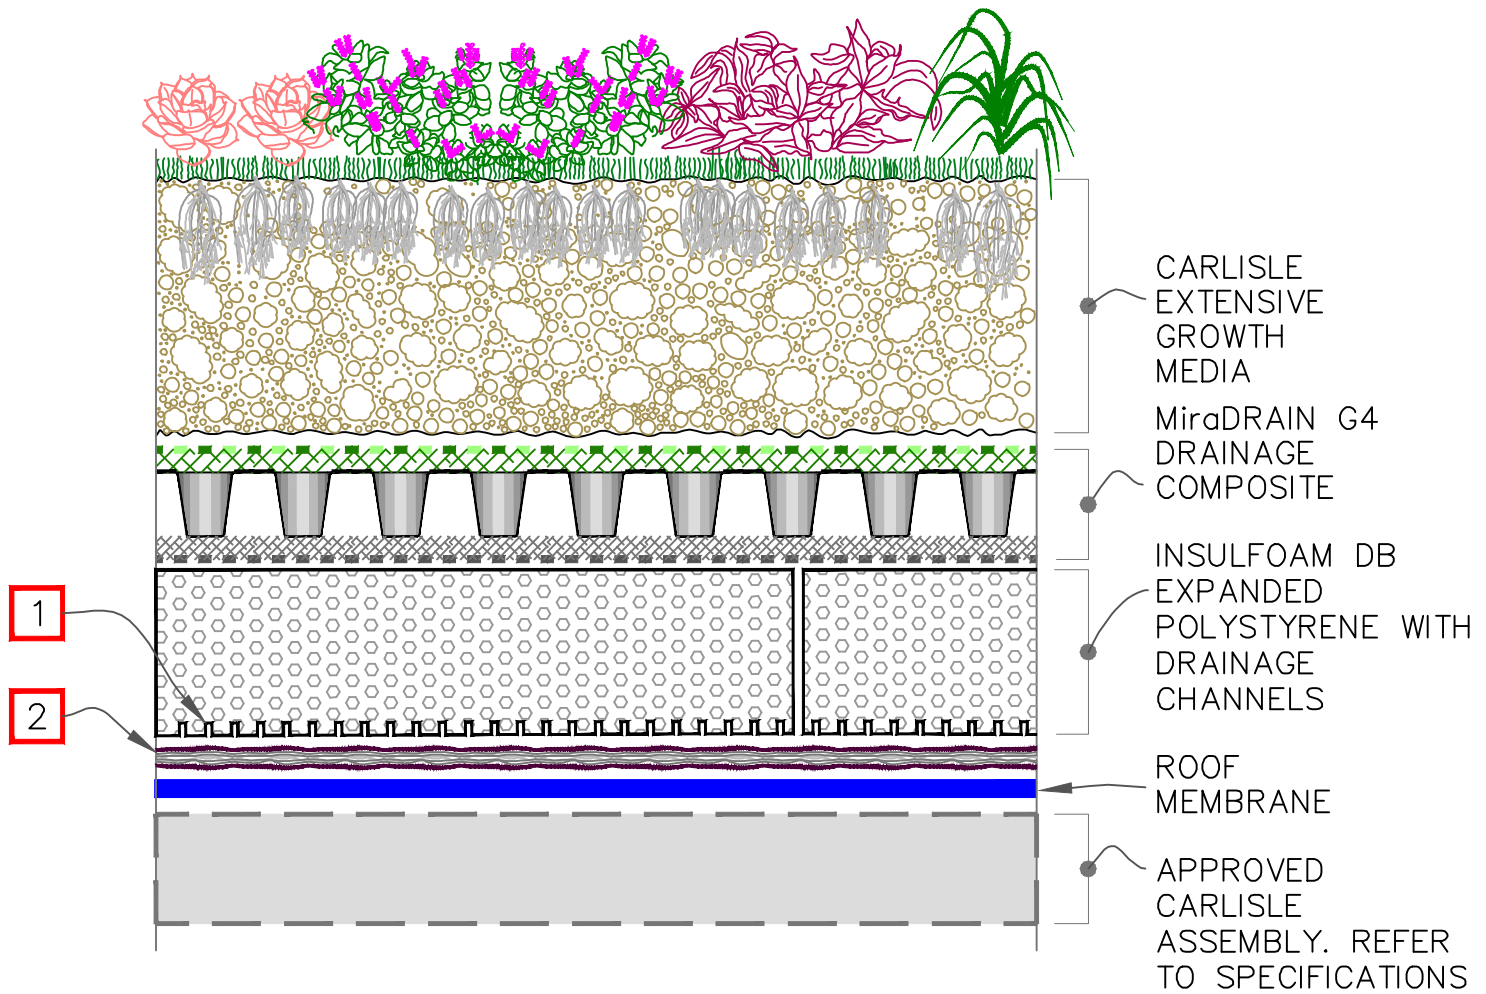 CARLISLE
EXTENSIVE
GROWTH
MEDIA
MiraDRAIN G4
DRAINAGE
COMPOSITE
INSULFOAM DB
EXPANDED
POLYSTYRENE WITH
DRAINAGE
CHANNELS
1
2
ROOF
MEMBRANE
APPROVED
CARLISLE
ASSEMBLY. REFER
TO SPECIFICATIONS